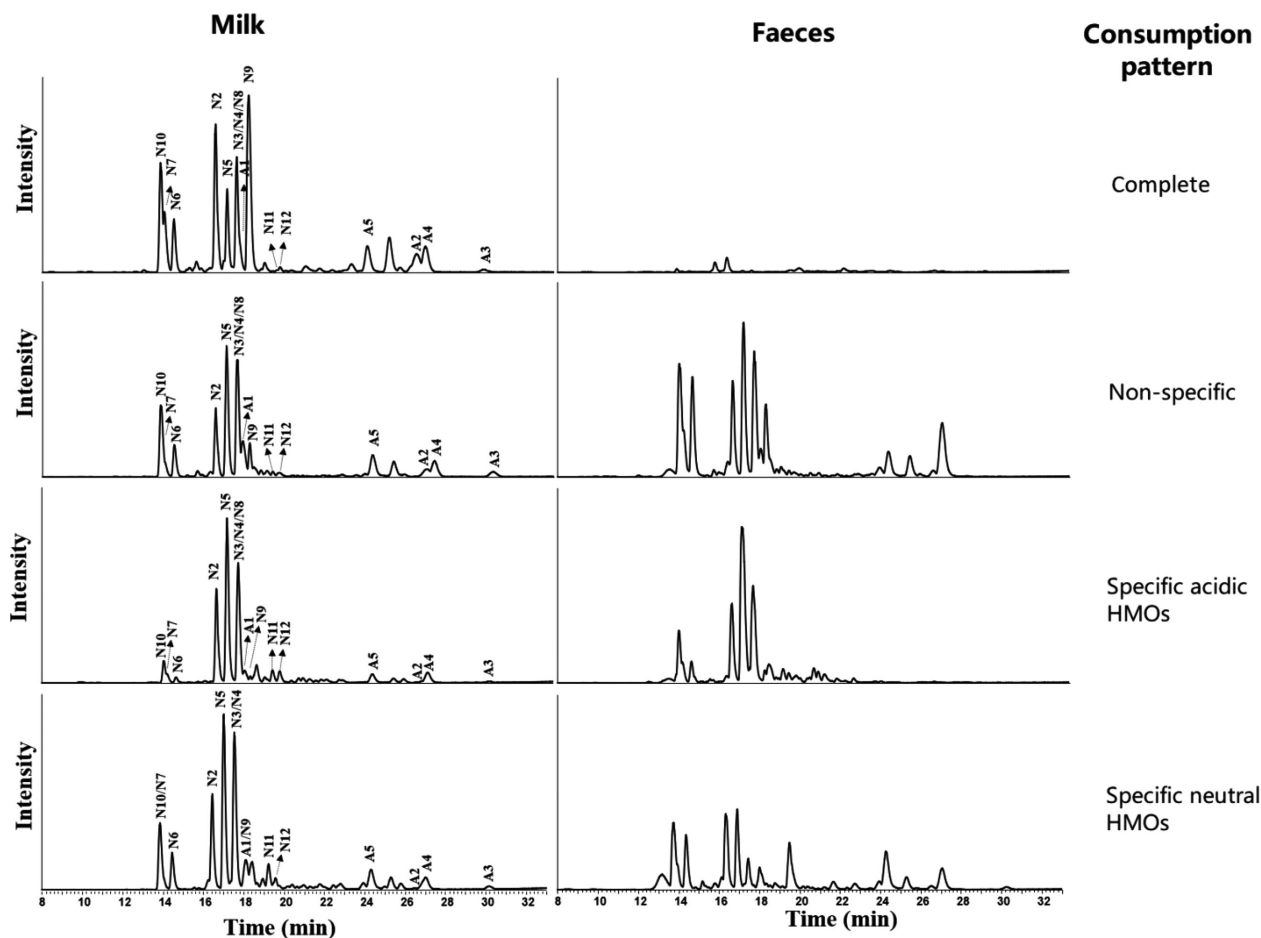 Milk
Faeces
Consumption
pattern
Intensity
N10
N7
N6
N2
N5
N3/N4/N8
A1
N9
N11
N12
A5
A2
A4
A3
Complete
Intensity
N10
N7
N6
N2
N5
N3/N4/N8
A1
N9
N11
N12
A5
A2
A4
A3
Non-specific
Intensity
N10
N7
N6
N2
N5
N3/N4/N8
A1
N9
N11
N12
A5
A2
A4
A3
Specific acidic
HMOs
Intensity
N10/N7
N6
N2
N5
N3/N4
A1/N9
N11
N12
A5
A2
A4
A3
Specific neutral
HMOs
8 10 12 14 16 18 20 22 24 26 28 30 32
Time (min)
8 10 12 14 16 18 20 22 24 26 28 30 32
Time (min)